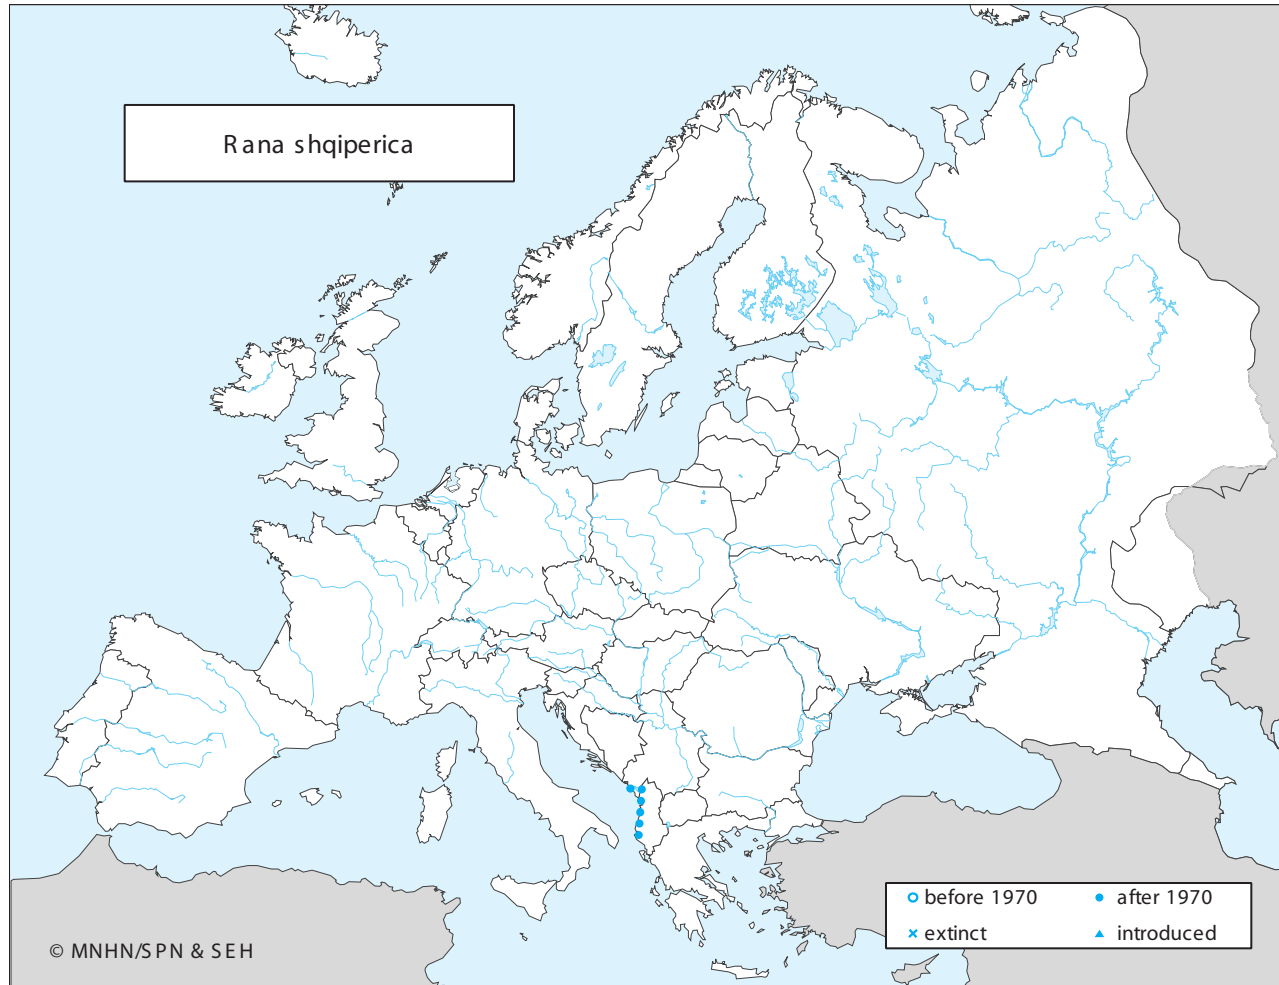 Rana shqiperica
before 1970
after 1970
extinct
introduced
© MNHN/SPN & SEH